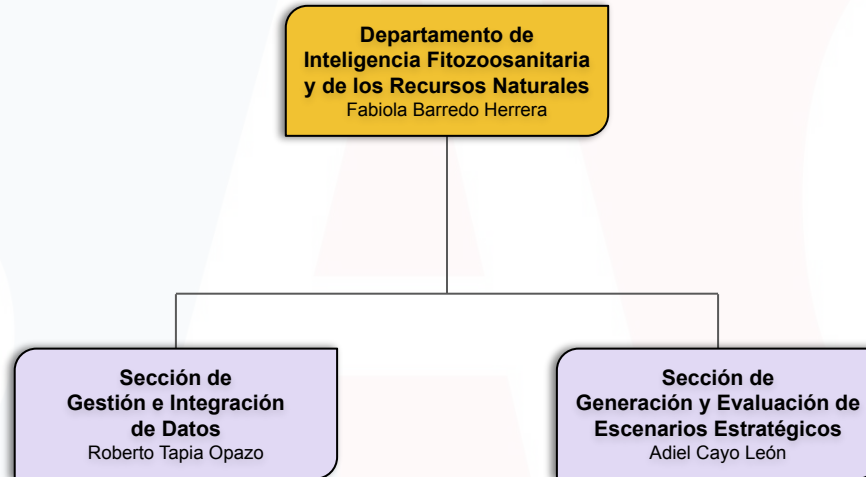 Departamento de
Inteligencia Fitozoosanitaria
y de los Recursos Naturales
Fabiola Barredo Herrera
Sección de
Gestión e Integración
de Datos
Roberto Tapia Opazo
Sección de
Generación y Evaluación de
Escenarios Estratégicos
Adiel Cayo León